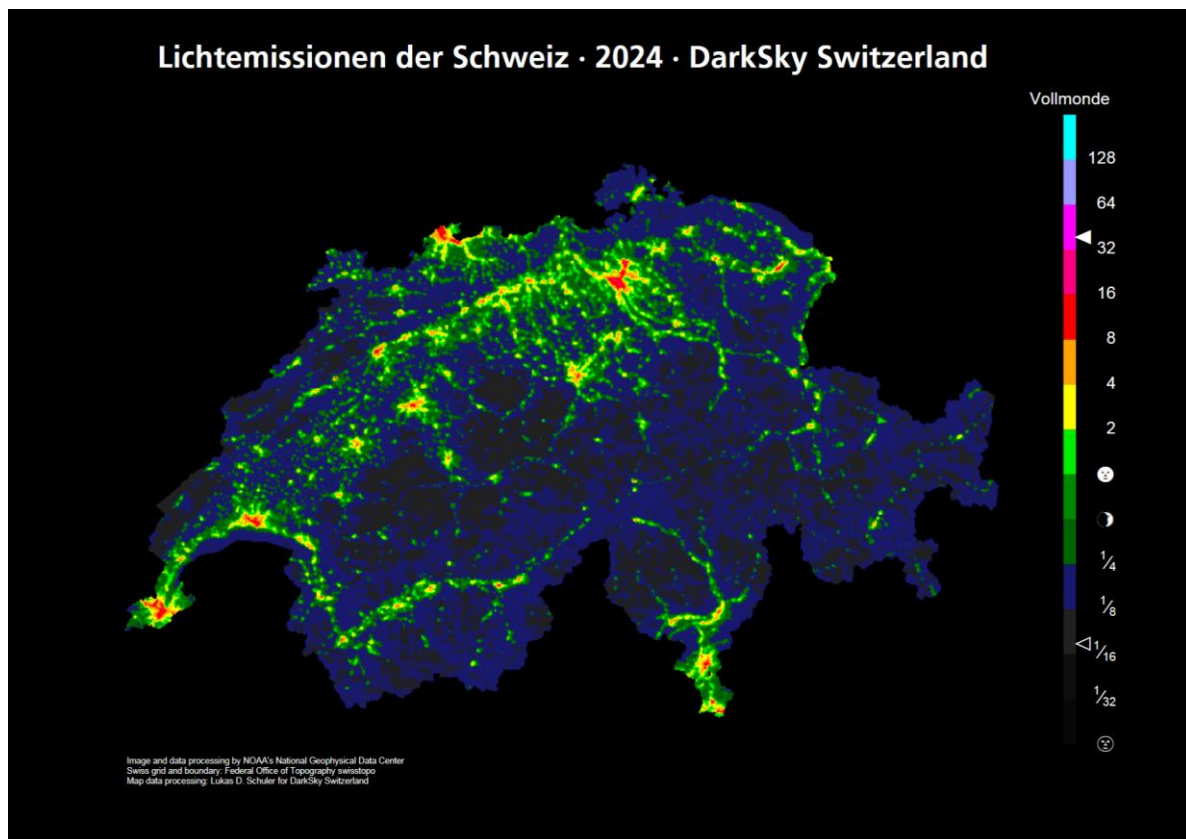 Lichtemissionen der Schweiz · 2024 · DarkSky Switzerland
Vollmonde
128
64
32
16
8
4
2
1/4
1/8
1/16
1/32
Image and data processing by NOAA's National Geophysical Data Center
Swiss grid and boundary: Federal Office of Topography swisstopo
Map data processing: Lukas D. Schuler for DarkSky Switzerland